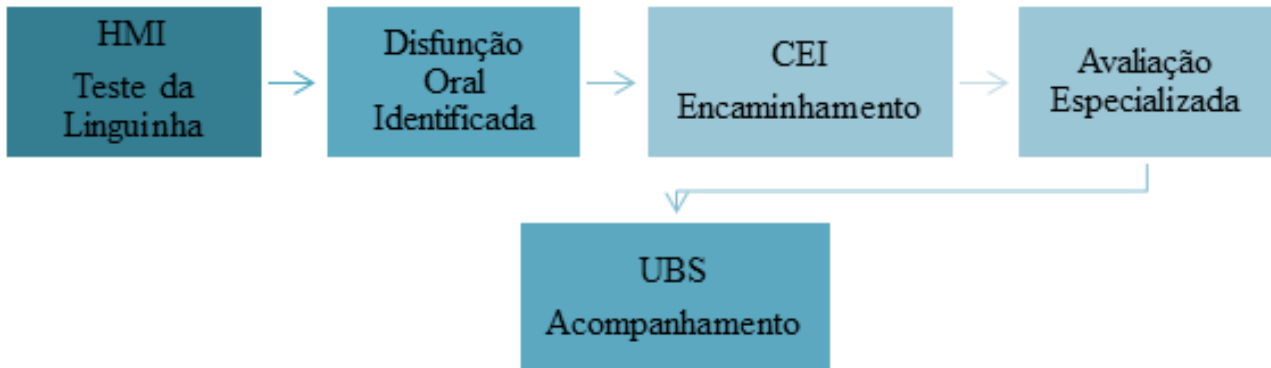 HMI
Teste da
Linguinha
Disfunção
Oral
Identificada
CEI
Encaminhamento
Avaliação
Especializada
UBS
Acompanhamento